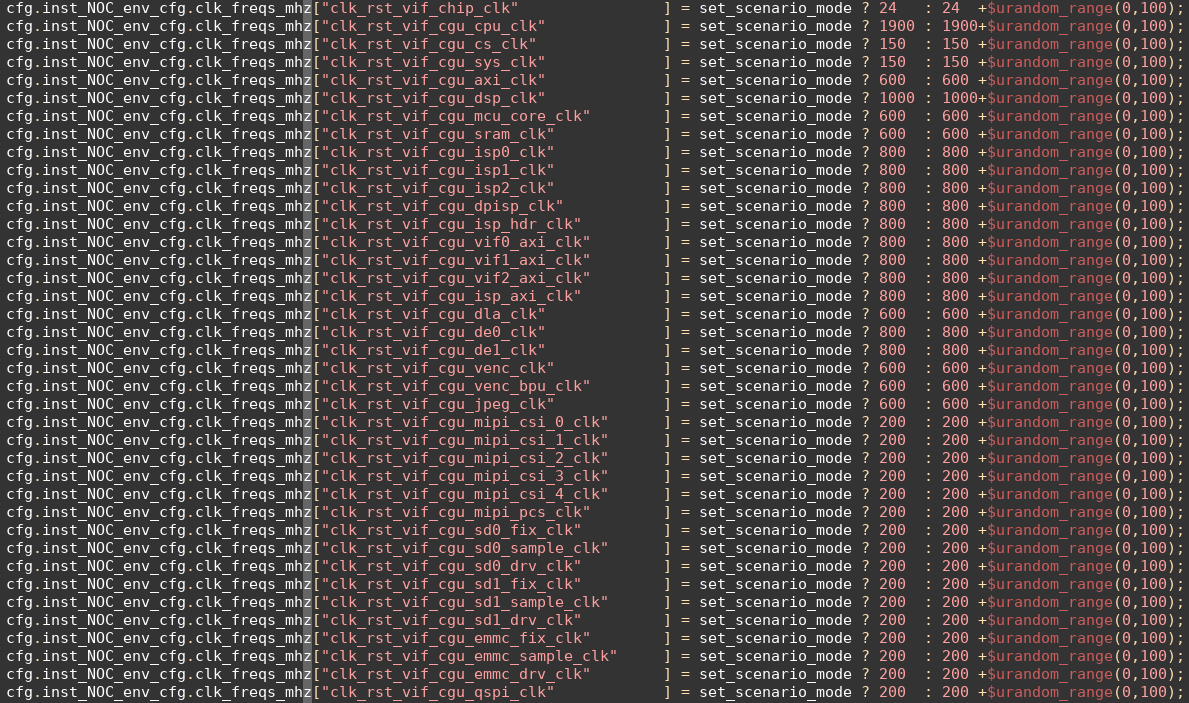 cfg.inst_NOC_env_cfg.clk_freqs_mhz["clk_rst_vif_chip_clk"                ] = set_scenario_mode ? 24   : 24  +$urandom_range(0,100);
cfg.inst_NOC_env_cfg.clk_freqs_mhz["clk_rst_vif_cgu_cpu_clk"             ] = set_scenario_mode ? 1900 : 1900+$urandom_range(0,100);
cfg.inst_NOC_env_cfg.clk_freqs_mhz["clk_rst_vif_cgu_cs_clk"              ] = set_scenario_mode ? 150  : 150 +$urandom_range(0,100);
cfg.inst_NOC_env_cfg.clk_freqs_mhz["clk_rst_vif_cgu_sys_clk"             ] = set_scenario_mode ? 150  : 150 +$urandom_range(0,100);
cfg.inst_NOC_env_cfg.clk_freqs_mhz["clk_rst_vif_cgu_axi_clk"             ] = set_scenario_mode ? 600  : 600 +$urandom_range(0,100);
cfg.inst_NOC_env_cfg.clk_freqs_mhz["clk_rst_vif_cgu_dsp_clk"             ] = set_scenario_mode ? 1000 : 1000+$urandom_range(0,100);
cfg.inst_NOC_env_cfg.clk_freqs_mhz["clk_rst_vif_cgu_mcu_core_clk"        ] = set_scenario_mode ? 600  : 600 +$urandom_range(0,100);
cfg.inst_NOC_env_cfg.clk_freqs_mhz["clk_rst_vif_cgu_sram_clk"            ] = set_scenario_mode ? 600  : 600 +$urandom_range(0,100);
cfg.inst_NOC_env_cfg.clk_freqs_mhz["clk_rst_vif_cgu_isp0_clk"            ] = set_scenario_mode ? 800  : 800 +$urandom_range(0,100);
cfg.inst_NOC_env_cfg.clk_freqs_mhz["clk_rst_vif_cgu_isp1_clk"            ] = set_scenario_mode ? 800  : 800 +$urandom_range(0,100);
cfg.inst_NOC_env_cfg.clk_freqs_mhz["clk_rst_vif_cgu_isp2_clk"            ] = set_scenario_mode ? 800  : 800 +$urandom_range(0,100);
cfg.inst_NOC_env_cfg.clk_freqs_mhz["clk_rst_vif_cgu_dpisp_clk"           ] = set_scenario_mode ? 800  : 800 +$urandom_range(0,100);
cfg.inst_NOC_env_cfg.clk_freqs_mhz["clk_rst_vif_cgu_isp_hdr_clk"         ] = set_scenario_mode ? 800  : 800 +$urandom_range(0,100);
cfg.inst_NOC_env_cfg.clk_freqs_mhz["clk_rst_vif_cgu_vif0_axi_clk"        ] = set_scenario_mode ? 800  : 800 +$urandom_range(0,100);
cfg.inst_NOC_env_cfg.clk_freqs_mhz["clk_rst_vif_cgu_vif1_axi_clk"        ] = set_scenario_mode ? 800  : 800 +$urandom_range(0,100);
cfg.inst_NOC_env_cfg.clk_freqs_mhz["clk_rst_vif_cgu_vif2_axi_clk"        ] = set_scenario_mode ? 800  : 800 +$urandom_range(0,100);
cfg.inst_NOC_env_cfg.clk_freqs_mhz["clk_rst_vif_cgu_isp_axi_clk"         ] = set_scenario_mode ? 800  : 800 +$urandom_range(0,100);
cfg.inst_NOC_env_cfg.clk_freqs_mhz["clk_rst_vif_cgu_dla_clk"             ] = set_scenario_mode ? 600  : 600 +$urandom_range(0,100);
cfg.inst_NOC_env_cfg.clk_freqs_mhz["clk_rst_vif_cgu_de0_clk"             ] = set_scenario_mode ? 800  : 800 +$urandom_range(0,100);
cfg.inst_NOC_env_cfg.clk_freqs_mhz["clk_rst_vif_cgu_de1_clk"             ] = set_scenario_mode ? 800  : 800 +$urandom_range(0,100);
cfg.inst_NOC_env_cfg.clk_freqs_mhz["clk_rst_vif_cgu_venc_clk"            ] = set_scenario_mode ? 600  : 600 +$urandom_range(0,100);
cfg.inst_NOC_env_cfg.clk_freqs_mhz["clk_rst_vif_cgu_venc_bpu_clk"        ] = set_scenario_mode ? 600  : 600 +$urandom_range(0,100);
cfg.inst_NOC_env_cfg.clk_freqs_mhz["clk_rst_vif_cgu_jpeg_clk"            ] = set_scenario_mode ? 600  : 600 +$urandom_range(0,100);
cfg.inst_NOC_env_cfg.clk_freqs_mhz["clk_rst_vif_cgu_mipi_csi_0_clk"      ] = set_scenario_mode ? 200  : 200 +$urandom_range(0,100);
cfg.inst_NOC_env_cfg.clk_freqs_mhz["clk_rst_vif_cgu_mipi_csi_1_clk"      ] = set_scenario_mode ? 200  : 200 +$urandom_range(0,100);
cfg.inst_NOC_env_cfg.clk_freqs_mhz["clk_rst_vif_cgu_mipi_csi_2_clk"      ] = set_scenario_mode ? 200  : 200 +$urandom_range(0,100);
cfg.inst_NOC_env_cfg.clk_freqs_mhz["clk_rst_vif_cgu_mipi_csi_3_clk"      ] = set_scenario_mode ? 200  : 200 +$urandom_range(0,100);
cfg.inst_NOC_env_cfg.clk_freqs_mhz["clk_rst_vif_cgu_mipi_csi_4_clk"      ] = set_scenario_mode ? 200  : 200 +$urandom_range(0,100);
cfg.inst_NOC_env_cfg.clk_freqs_mhz["clk_rst_vif_cgu_mipi_pcs_clk"        ] = set_scenario_mode ? 200  : 200 +$urandom_range(0,100);
cfg.inst_NOC_env_cfg.clk_freqs_mhz["clk_rst_vif_cgu_sd0_fix_clk"         ] = set_scenario_mode ? 200  : 200 +$urandom_range(0,100);
cfg.inst_NOC_env_cfg.clk_freqs_mhz["clk_rst_vif_cgu_sd0_sample_clk"      ] = set_scenario_mode ? 200  : 200 +$urandom_range(0,100);
cfg.inst_NOC_env_cfg.clk_freqs_mhz["clk_rst_vif_cgu_sd0_drv_clk"         ] = set_scenario_mode ? 200  : 200 +$urandom_range(0,100);
cfg.inst_NOC_env_cfg.clk_freqs_mhz["clk_rst_vif_cgu_sd1_fix_clk"         ] = set_scenario_mode ? 200  : 200 +$urandom_range(0,100);
cfg.inst_NOC_env_cfg.clk_freqs_mhz["clk_rst_vif_cgu_sd1_sample_clk"      ] = set_scenario_mode ? 200  : 200 +$urandom_range(0,100);
cfg.inst_NOC_env_cfg.clk_freqs_mhz["clk_rst_vif_cgu_sd1_drv_clk"         ] = set_scenario_mode ? 200  : 200 +$urandom_range(0,100);
cfg.inst_NOC_env_cfg.clk_freqs_mhz["clk_rst_vif_cgu_emmc_fix_clk"        ] = set_scenario_mode ? 200  : 200 +$urandom_range(0,100);
cfg.inst_NOC_env_cfg.clk_freqs_mhz["clk_rst_vif_cgu_emmc_sample_clk"     ] = set_scenario_mode ? 200  : 200 +$urandom_range(0,100);
cfg.inst_NOC_env_cfg.clk_freqs_mhz["clk_rst_vif_cgu_emmc_drv_clk"        ] = set_scenario_mode ? 200  : 200 +$urandom_range(0,100);
cfg.inst_NOC_env_cfg.clk_freqs_mhz["clk_rst_vif_cgu_qspi_clk"            ] = set_scenario_mode ? 200  : 200 +$urandom_range(0,100);